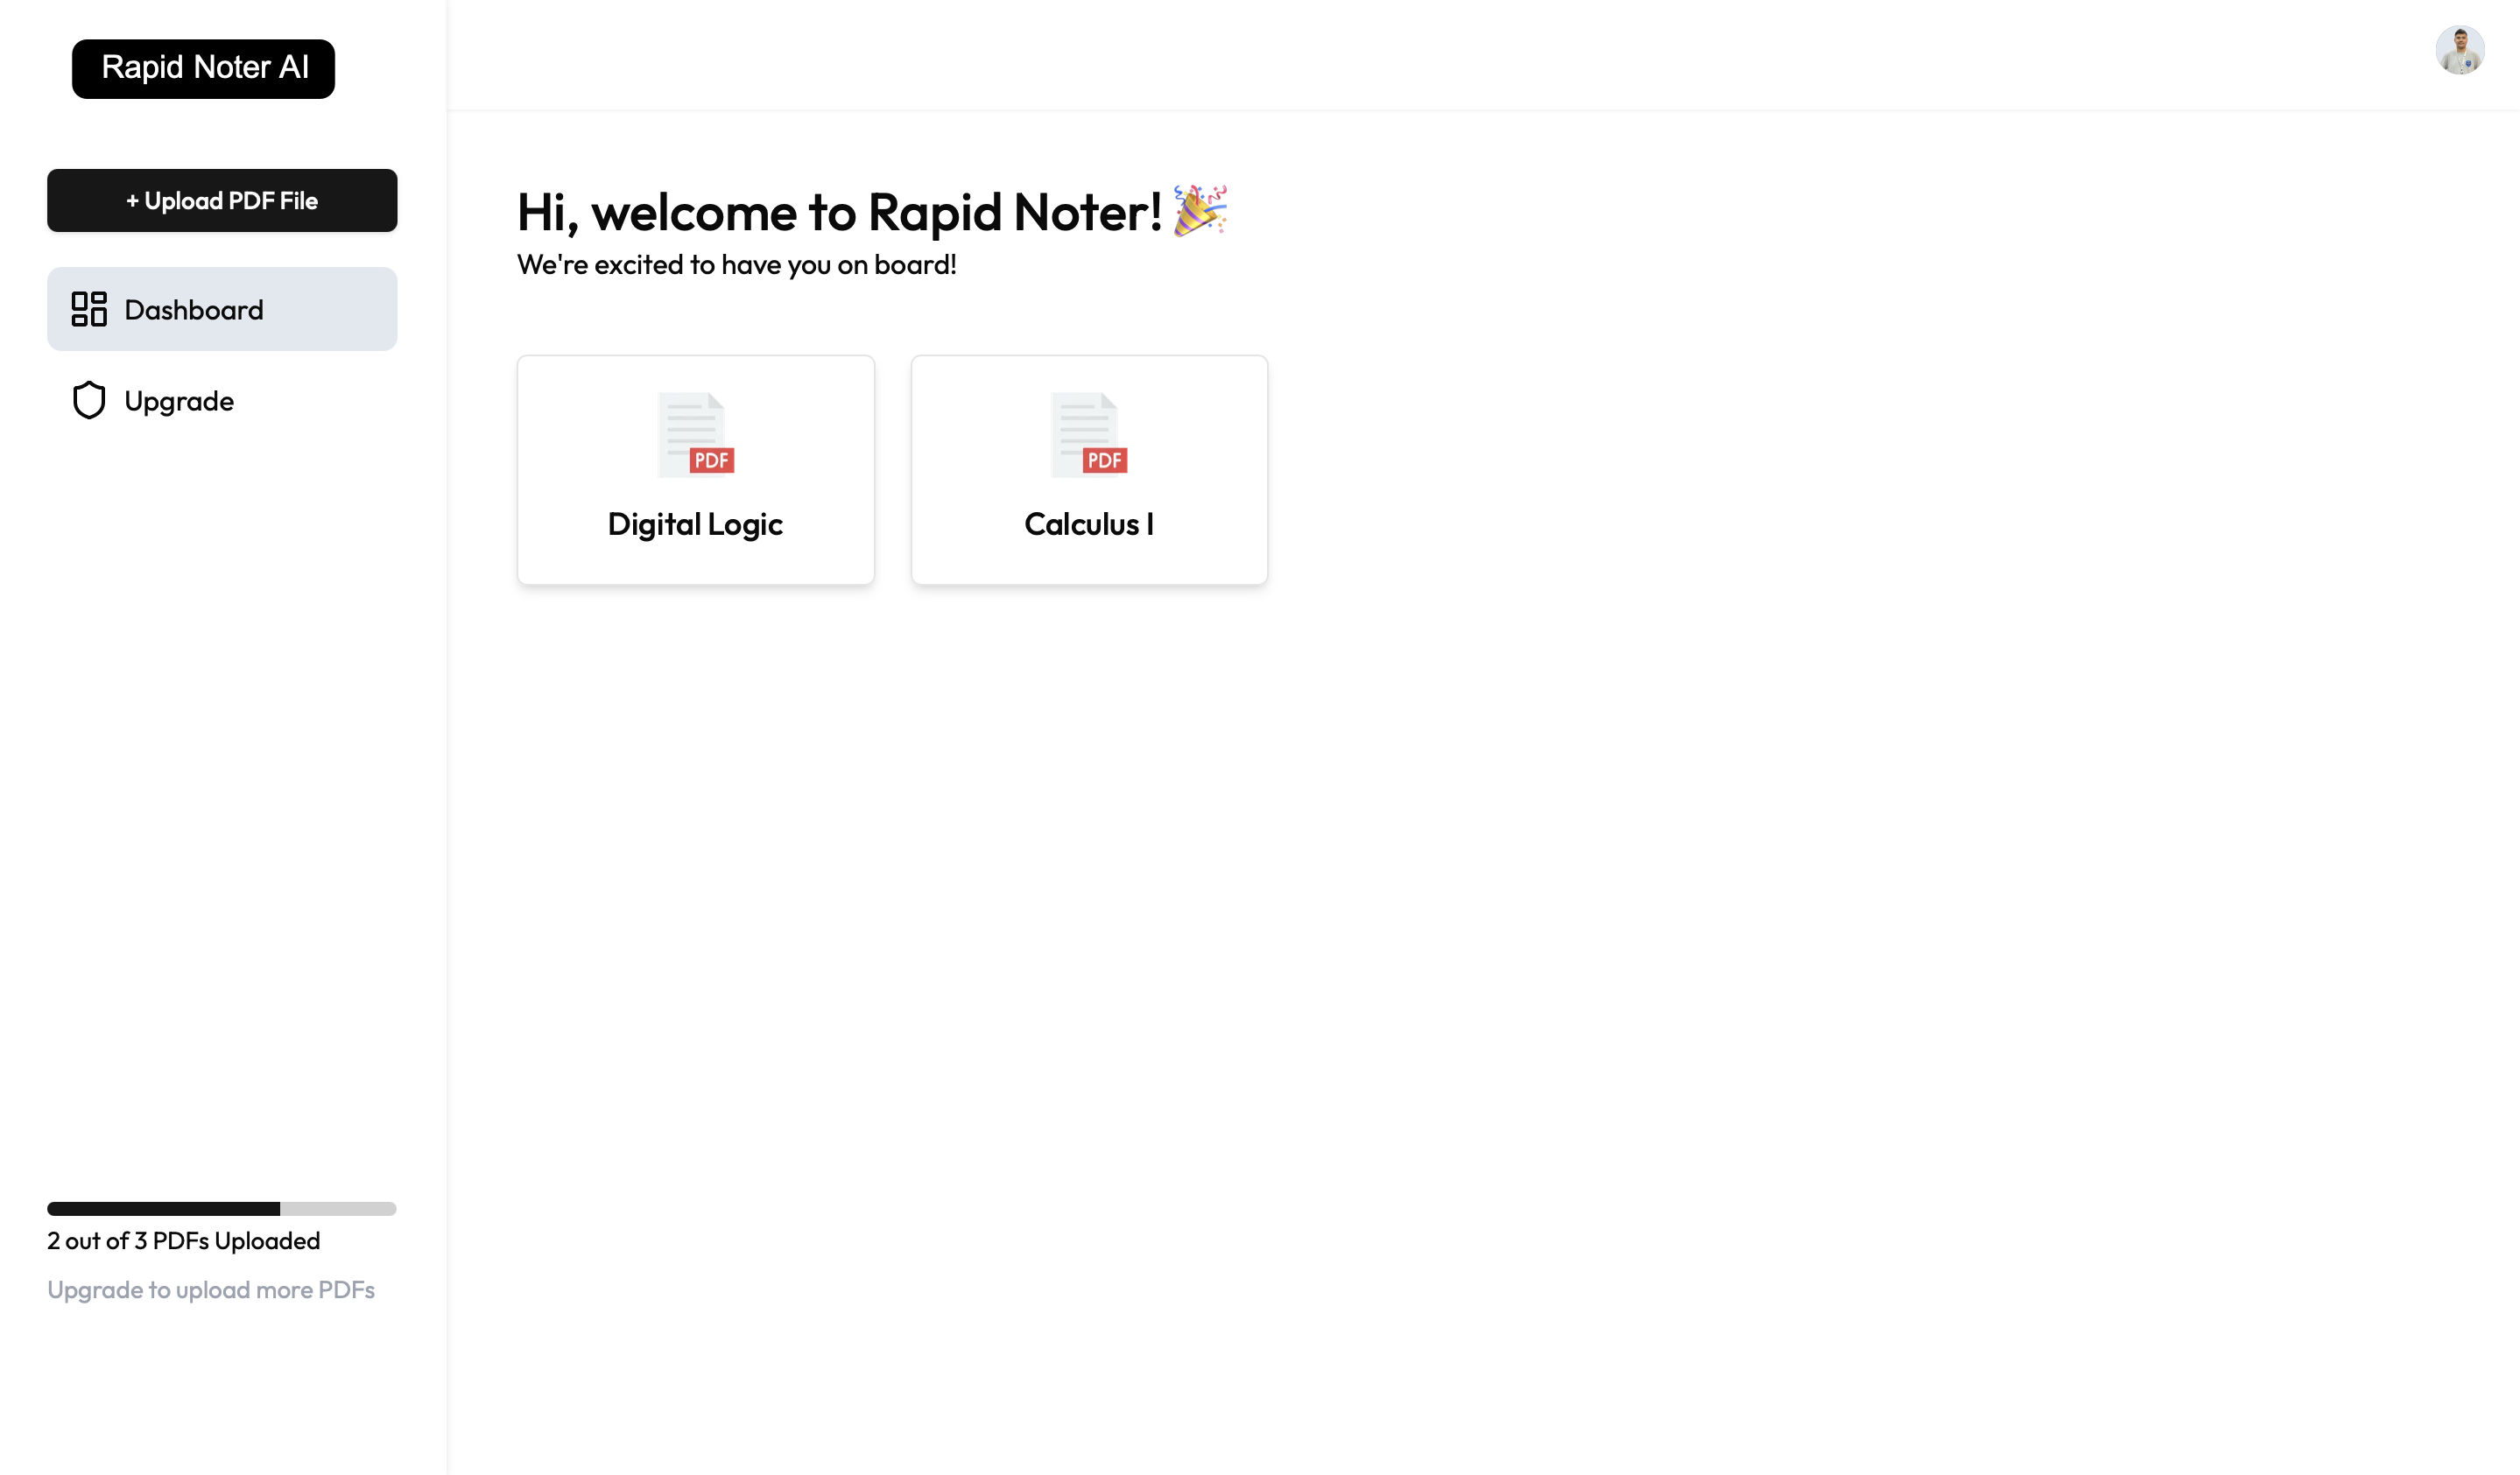 Rapid Noter AI
+ Upload PDF File
Dashboard
Upgrade
Hi, welcome to Rapid Noter! 🎉
We're excited to have you on board!
PDF
Digital Logic
PDF
Calculus I
2 out of 3 PDFs Uploaded
Upgrade to upload more PDFs